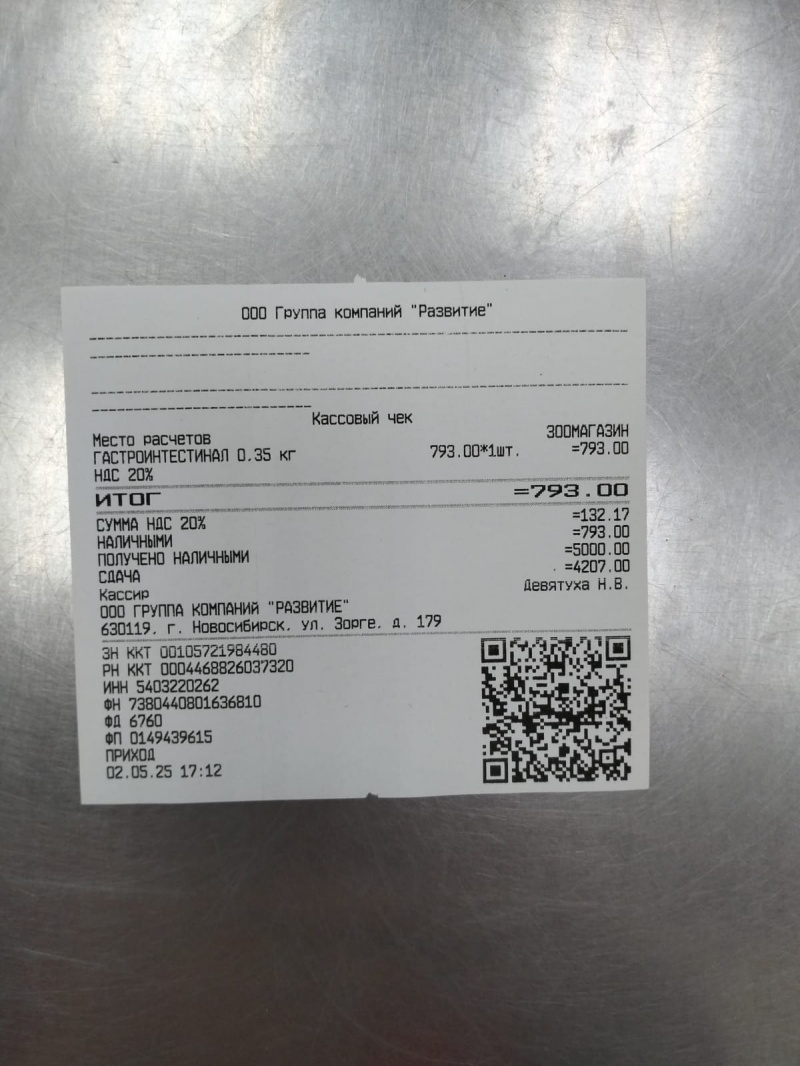 ООО Группа компаний "Развитие"
Кассовый чек
Место расчетов ЗООМАГАЗИН
ГАСТРОИНТЕСТИНАЛ 0.35 кг 793.00*1шт. =793.00
НДС 20%
ИТОГ =793.00
СУММА НДС 20% =132.17
НАЛИЧНЫМИ =793.00
ПОЛУЧЕНО НАЛИЧНЫМИ =5000.00
СДАЧА =4207.00
Кассир Девятуха Н.В.
ООО ГРУППА КОМПАНИЙ "РАЗВИТИЕ"
630119, г. Новосибирск, ул. Зорге, д. 179
ЗН ККТ 00105721984480
РН ККТ 0004468826037320
ИНН 5403220262
ФН 7380440801636810
ФД 6760
ФП 0149439615
ПРИХОД
02.05.25 17:12